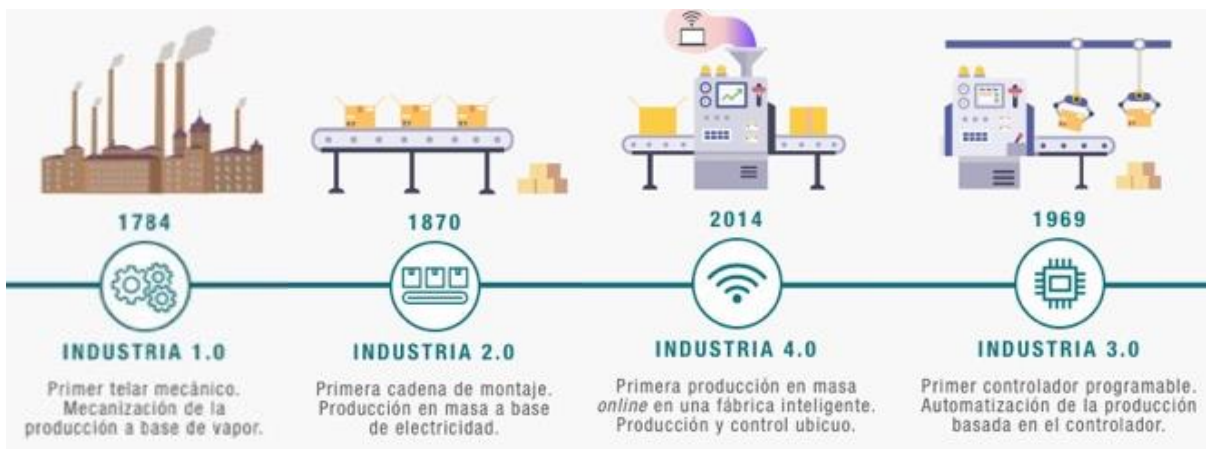 1784
INDUSTRIA 1.0
Primer telar mecánico.
Mecanización de la
producción a base de vapor.
1870
INDUSTRIA 2.0
Primera cadena de montaje.
Producción en masa a base
de electricidad.
2014
INDUSTRIA 4.0
Primera producción en masa
online en una fábrica inteligente.
Producción y control ubicuo.
1969
INDUSTRIA 3.0
Primer controlador programable.
Automatización de la producción
basada en el controlador.